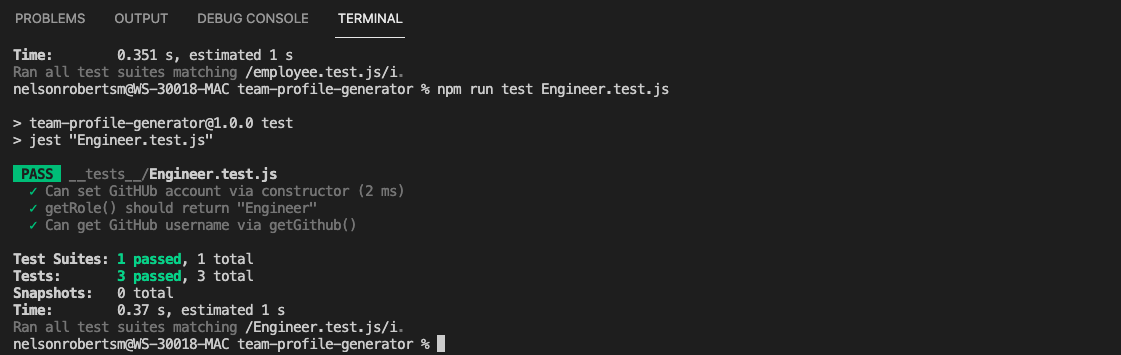 PROBLEMS OUTPUT DEBUG CONSOLE TERMINAL
Time: 0.351 s, estimated 1 s
Ran all test suites matching /employee.test.js/i.
nelsonrobertsm@WS-30018-MAC team-profile-generator % npm run test Engineer.test.js
> team-profile-generator@1.0.0 test
> jest "Engineer.test.js"
PASS __tests__/Engineer.test.js
✓ Can set GitHUb account via constructor (2 ms)
✓ getRole() should return "Engineer"
✓ Can get GitHub username via getGithub()
Test Suites: 1 passed, 1 total
Tests: 3 passed, 3 total
Snapshots: 0 total
Time: 0.37 s, estimated 1 s
Ran all test suites matching /Engineer.test.js/i.
nelsonrobertsm@WS-30018-MAC team-profile-generator %